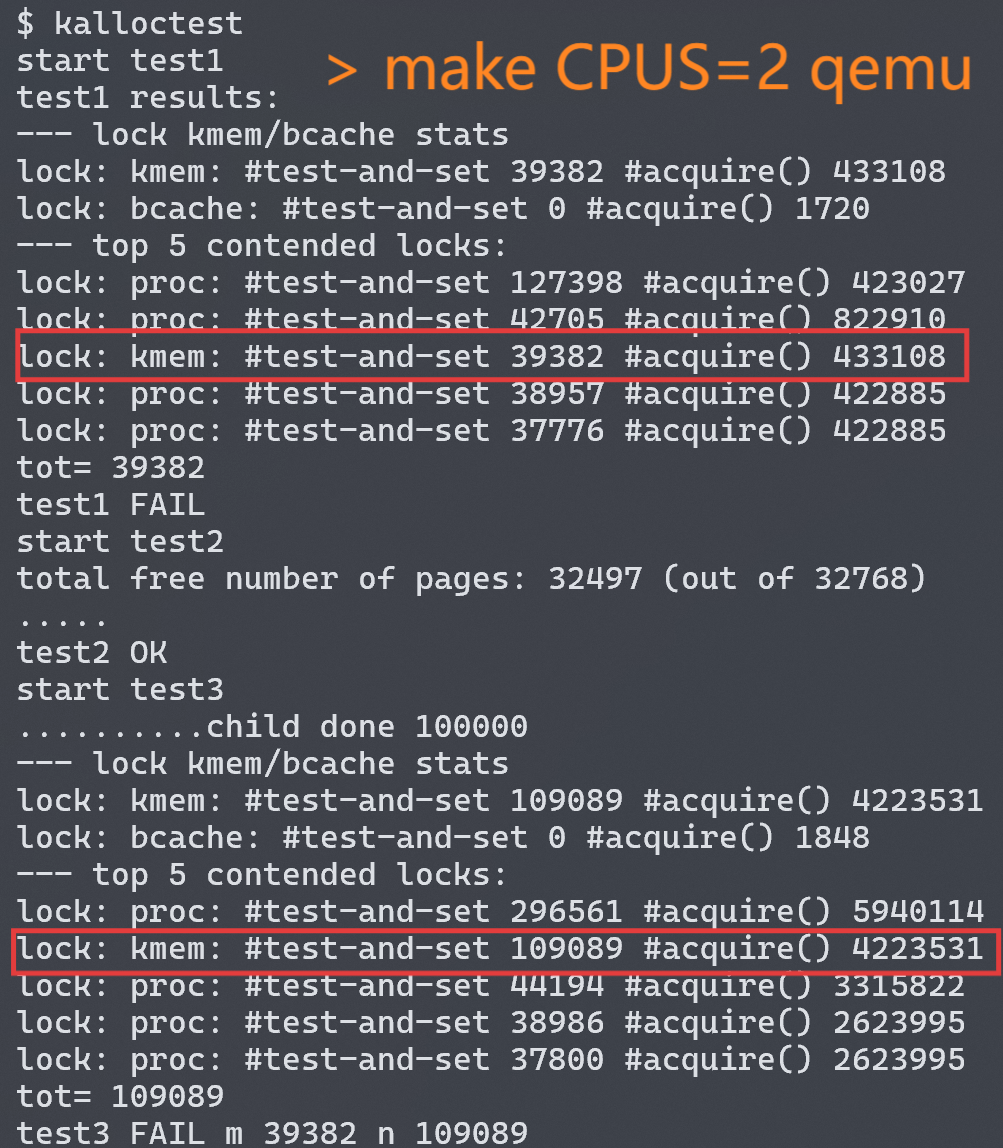 $ kalloctest
start test1
> make CPUS=2 qemu
test1 results:
--- lock kmem/bcache stats
lock: kmem: #test-and-set 39382 #acquire() 433108
lock: bcache: #test-and-set 0 #acquire() 1720
--- top 5 contended locks:
lock: proc: #test-and-set 127398 #acquire() 423027
lock: proc: #test-and-set 42705 #acquire() 822910
lock: kmem: #test-and-set 39382 #acquire() 433108
lock: proc: #test-and-set 38957 #acquire() 422885
lock: proc: #test-and-set 37776 #acquire() 422885
tot= 39382
test1 FAIL
start test2
total free number of pages: 32497 (out of 32768)
.....
test2 OK
start test3
..........child done 100000
--- lock kmem/bcache stats
lock: kmem: #test-and-set 109089 #acquire() 4223531
lock: bcache: #test-and-set 0 #acquire() 1848
--- top 5 contended locks:
lock: proc: #test-and-set 296561 #acquire() 5940114
lock: kmem: #test-and-set 109089 #acquire() 4223531
lock: proc: #test-and-set 44194 #acquire() 3315822
lock: proc: #test-and-set 38986 #acquire() 2623995
lock: proc: #test-and-set 37800 #acquire() 2623995
tot= 109089
test3 FAIL m 39382 n 109089